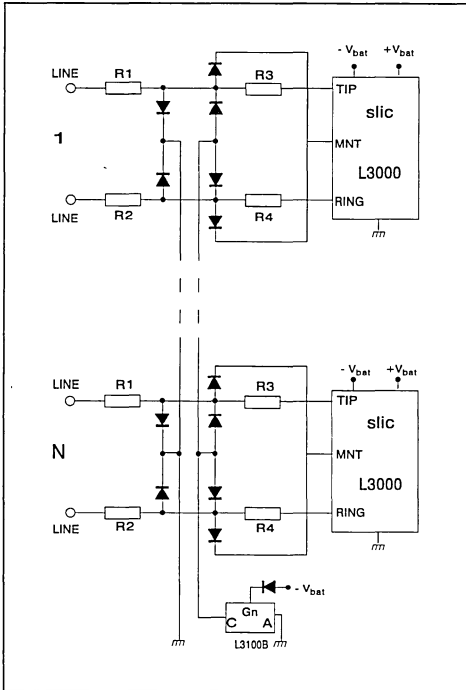 - Vbat +Vbat
LINE R1 R3
TIP
slic
1
MNT
L3000
RING
LINE R2 R4
- Vbat +Vbat
LINE R1 R3
TIP
slic
N
MNT
L3000
RING
LINE R2 R4
- Vbat
Gn
C A
L3100B